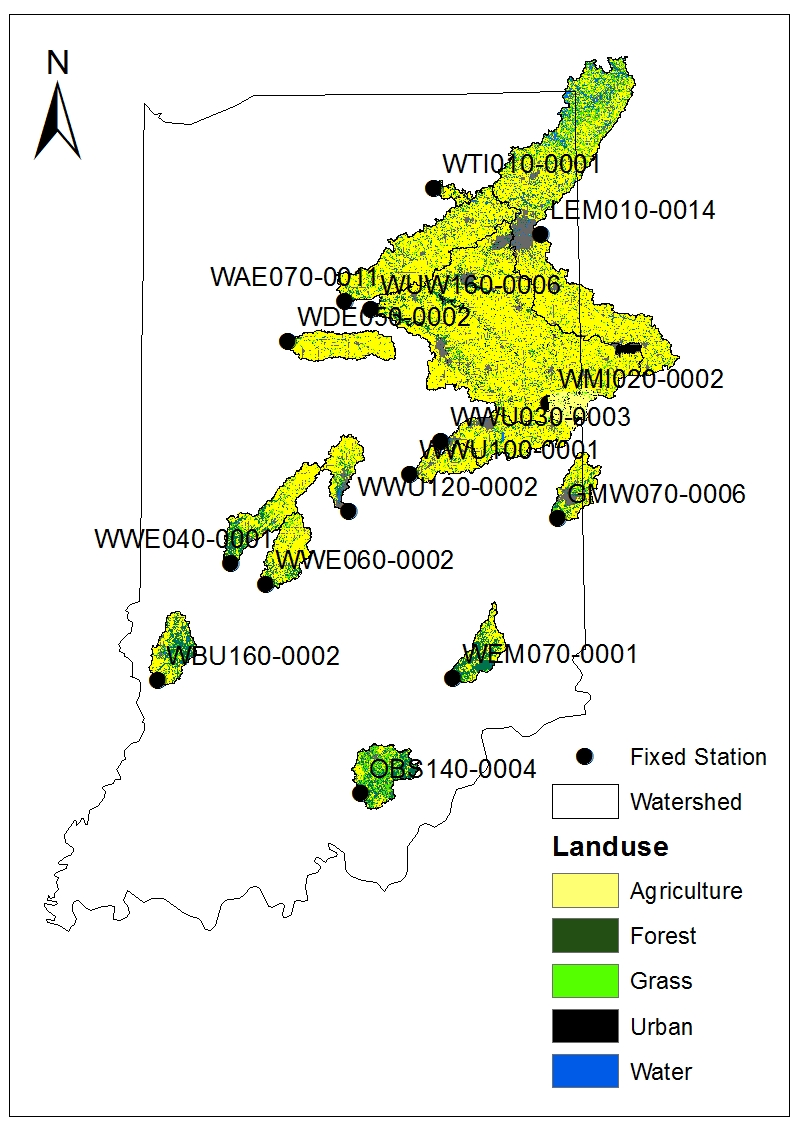 N
WTI010-0001
LEM010-0014
WAE070-0011
WUW160-0006
WDE030-0002
WMI020-0002
WWU030-0003
WWU100-0001
WWU120-0002
GMW070-0006
WWE040-0001
WWE060-0002
WBU160-0002
WEM070-0001
OBS140-0004
Fixed Station
Watershed
Landuse
Agriculture
Forest
Grass
Urban
Water